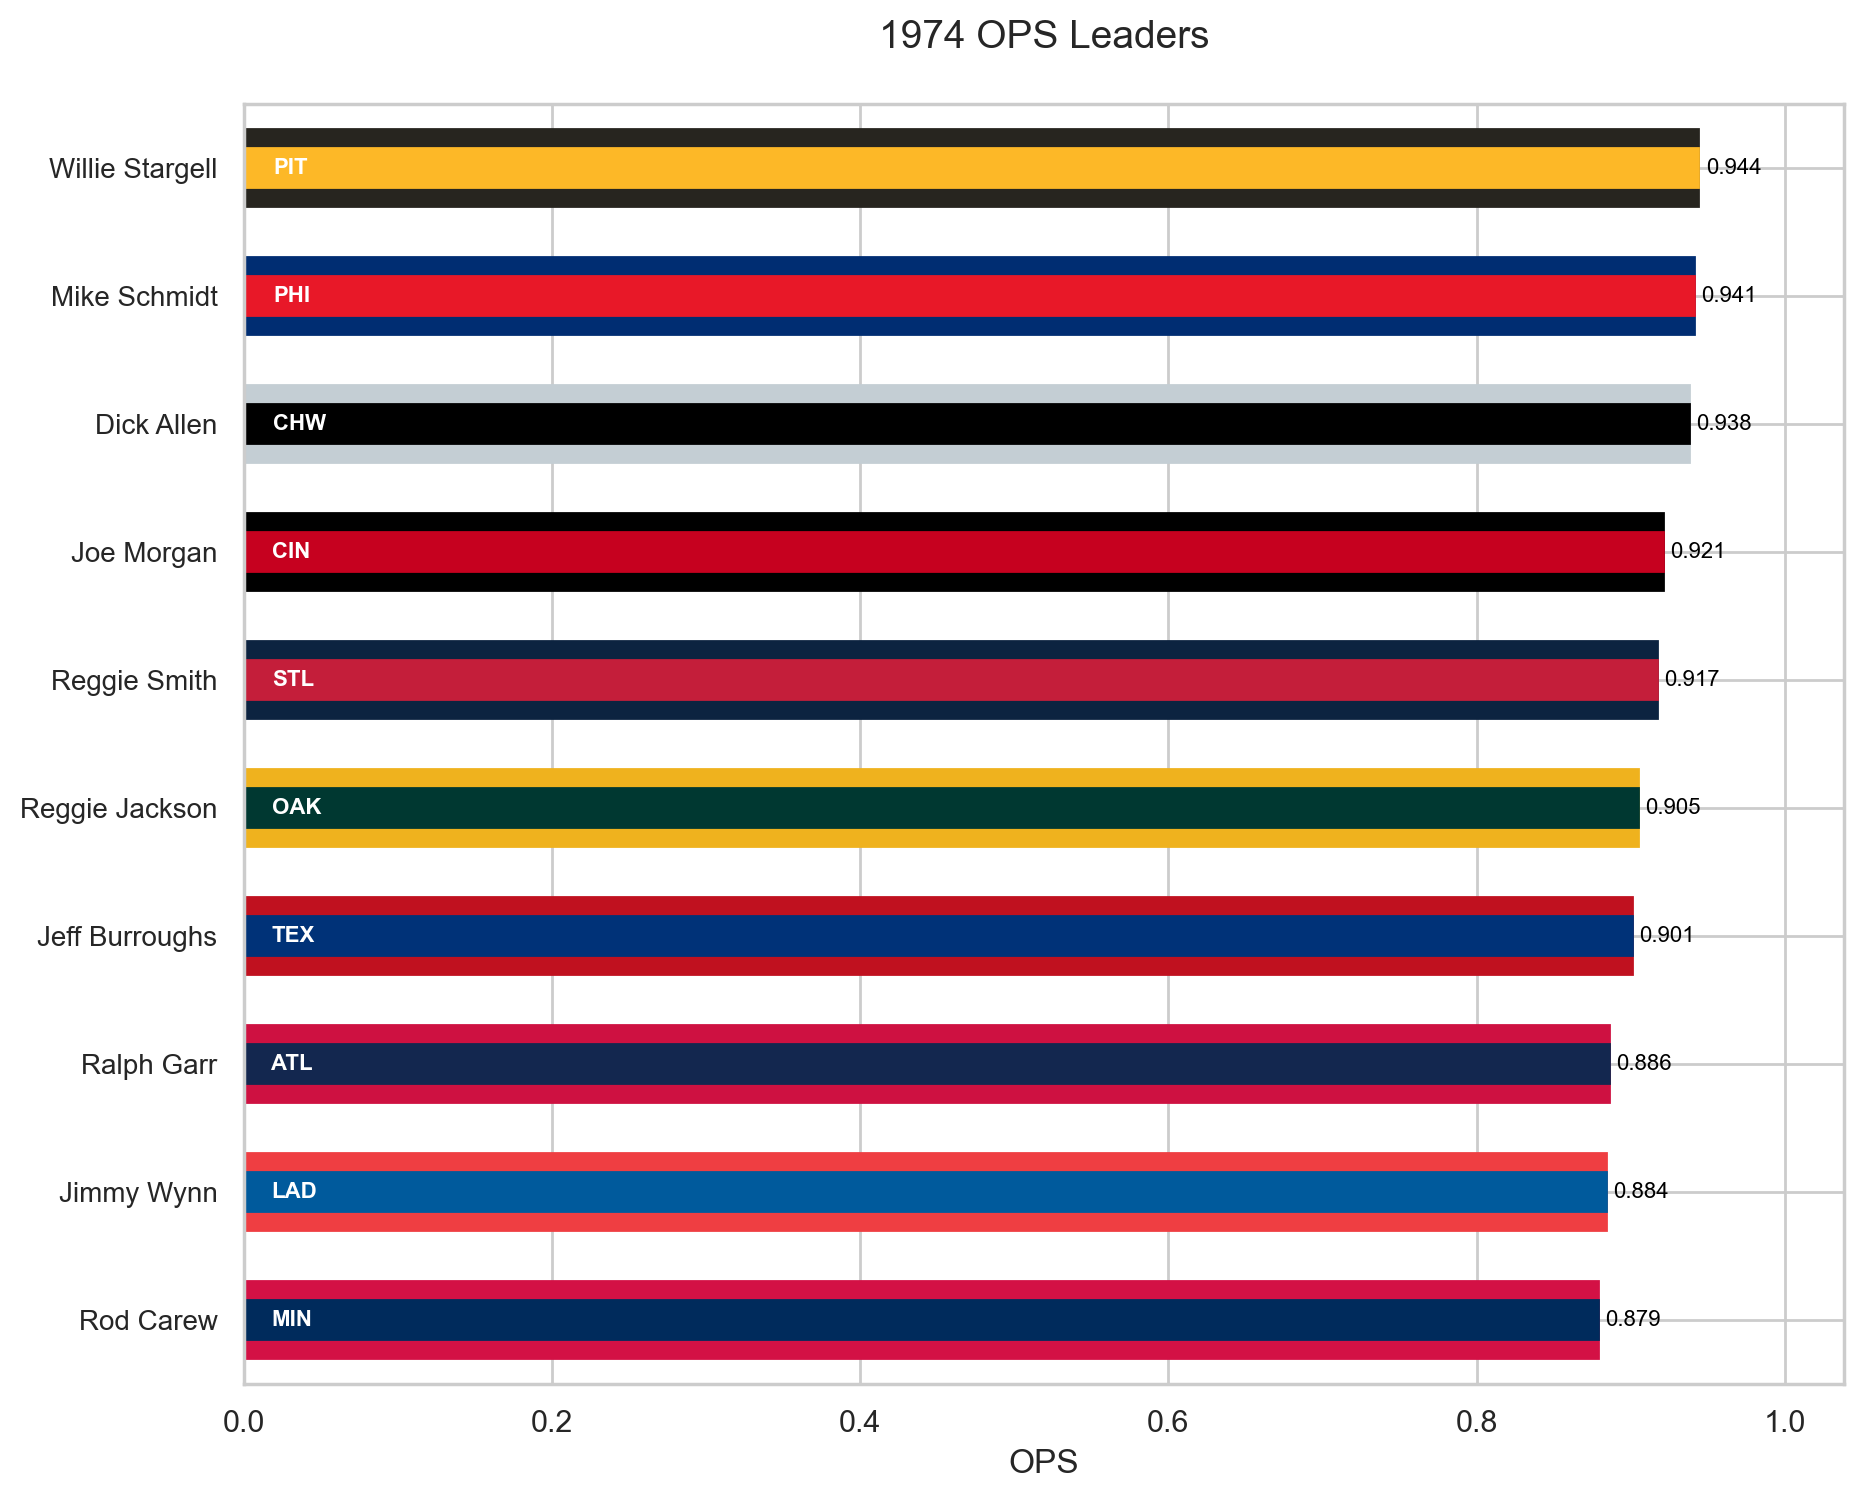 1974 OPS Leaders
Willie Stargell PIT 0.944
Mike Schmidt PHI 0.941
Dick Allen CHW 0.938
Joe Morgan CIN 0.921
Reggie Smith STL 0.917
Reggie Jackson OAK 0.905
Jeff Burroughs TEX 0.901
Ralph Garr ATL 0.886
Jimmy Wynn LAD 0.884
Rod Carew MIN 0.879
0.0 0.2 0.4 0.6 0.8 1.0
OPS